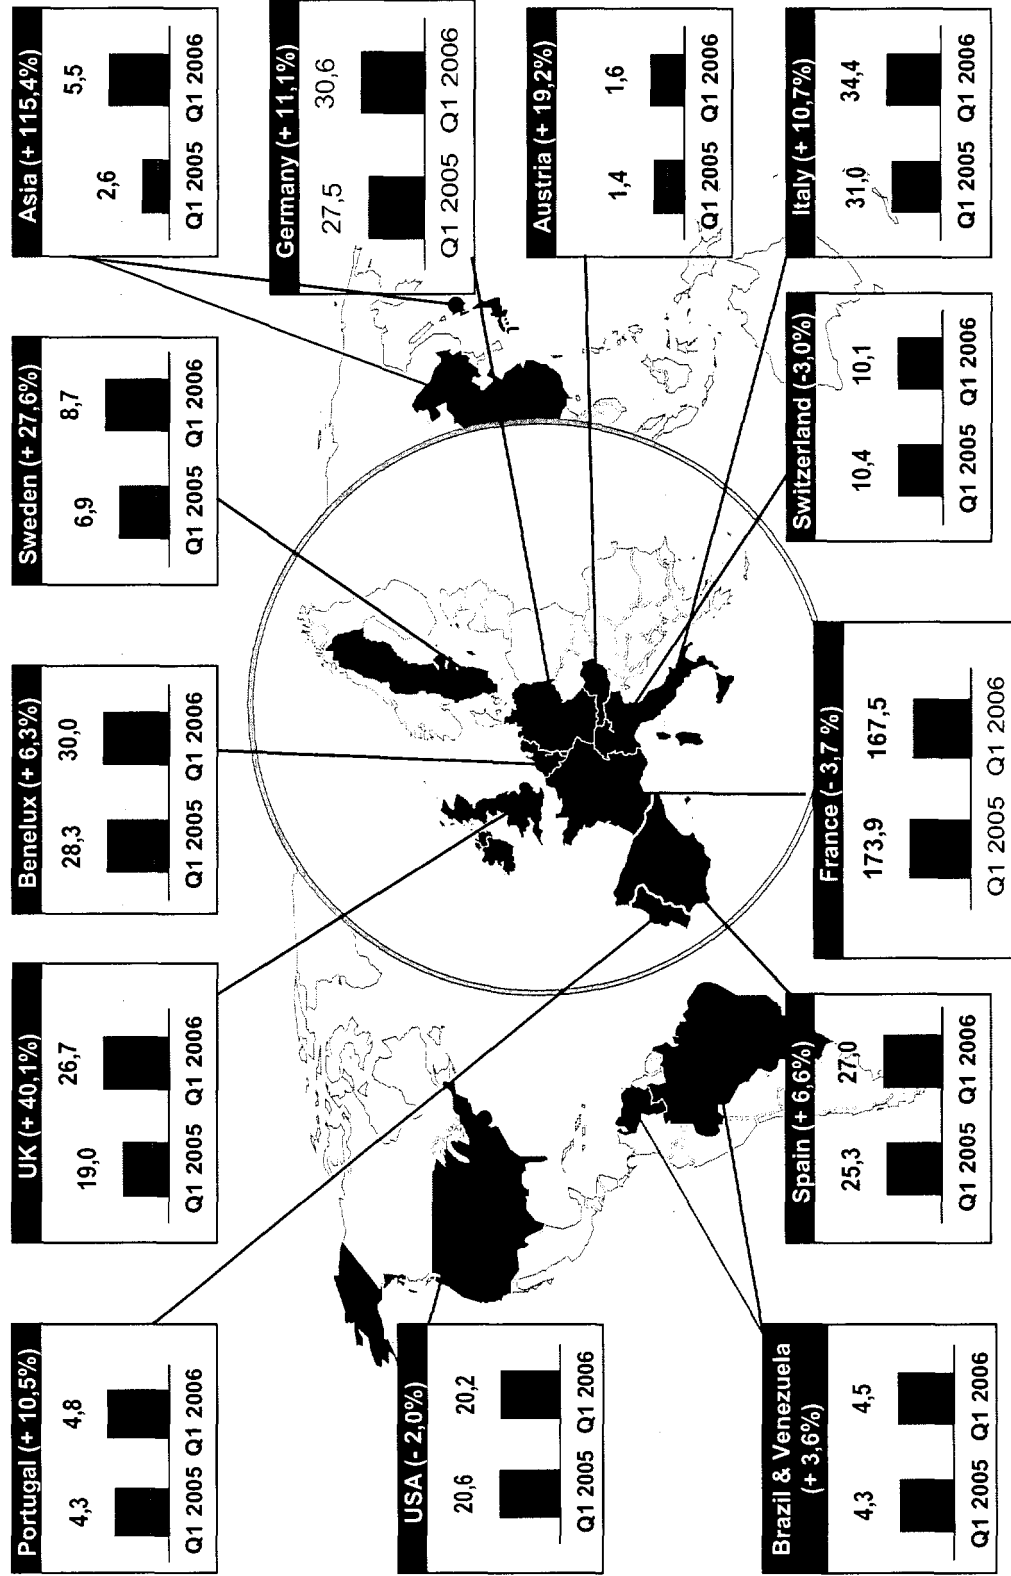 Portugal (+ 10,5%)
4,3 4,8
Q1 2005 Q1 2006
UK (+ 40,1%)
19,0 26,7
Q1 2005 Q1 2006
Benelux (+ 6,3%)
28,3 30,0
Q1 2005 Q1 2006
Sweden (+ 27,6%)
6,9 8,7
Q1 2005 Q1 2006
Asia (+ 115,4%)
2,6 5,5
Q1 2005 Q1 2006
Germany (+ 11,1%)
27,5 30,6
Q1 2005 Q1 2006
USA (- 2,0%)
20,6 20,2
Q1 2005 Q1 2006
Austria (+ 19,2%)
1,4 1,6
Q1 2005 Q1 2006
Brazil & Venezuela
(+ 3,6%)
4,3 4,5
Q1 2005 Q1 2006
Spain (+ 6,6%)
25,3 27,0
Q1 2005 Q1 2006
France (- 3,7 %)
173,9 167,5
Q1 2005 Q1 2006
Switzerland (-3,0%)
10,4 10,1
Q1 2005 Q1 2006
Italy (+ 10,7%)
31,0 34,4
Q1 2005 Q1 2006